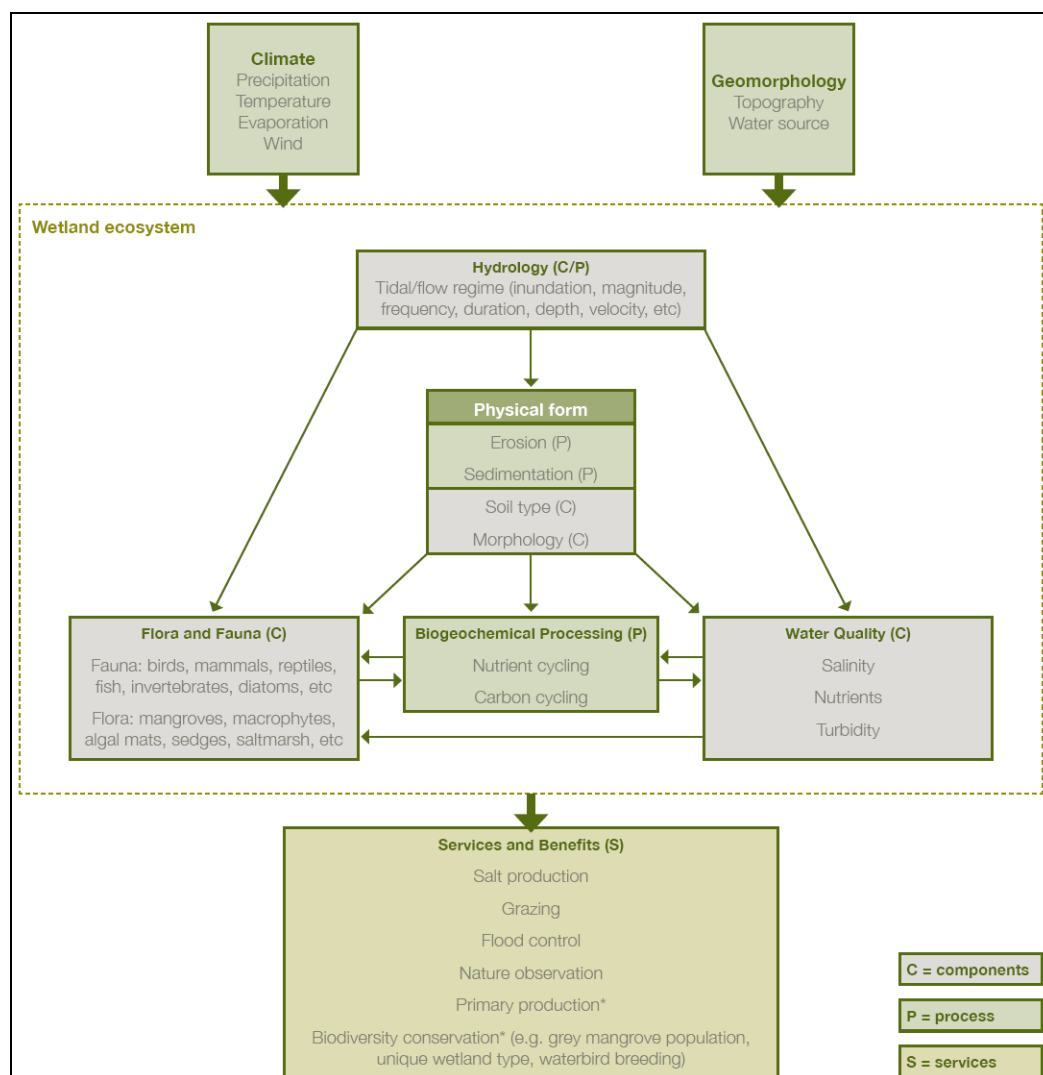 Climate
Precipitation
Temperature
Evaporation
Wind
Geomorphology
Topography
Water source
Wetland ecosystem
Hydrology (C/P)
Tidal/flow regime (inundation, magnitude,
frequency, duration, depth, velocity, etc)
Physical form
Erosion (P)
Sedimentation (P)
Soil type (C)
Morphology (C)
Flora and Fauna (C)
Fauna: birds, mammals, reptiles,
fish, invertebrates, diatoms, etc
Flora: mangroves, macrophytes,
algal mats, sedges, saltmarsh, etc
Biogeochemical Processing (P)
Nutrient cycling
Carbon cycling
Water Quality (C)
Salinity
Nutrients
Turbidity
Services and Benefits (S)
Salt production
Grazing
Flood control
Nature observation
Primary production*
Biodiversity conservation* (e.g. grey mangrove population,
unique wetland type, waterbird breeding)
C = components
P = process
S = services